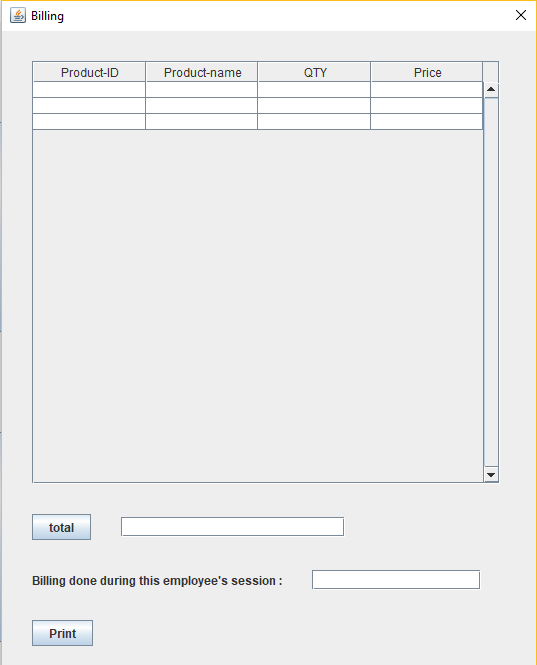 Billing
Product-ID Product-name QTY Price
total
Billing done during this employee's session :
Print